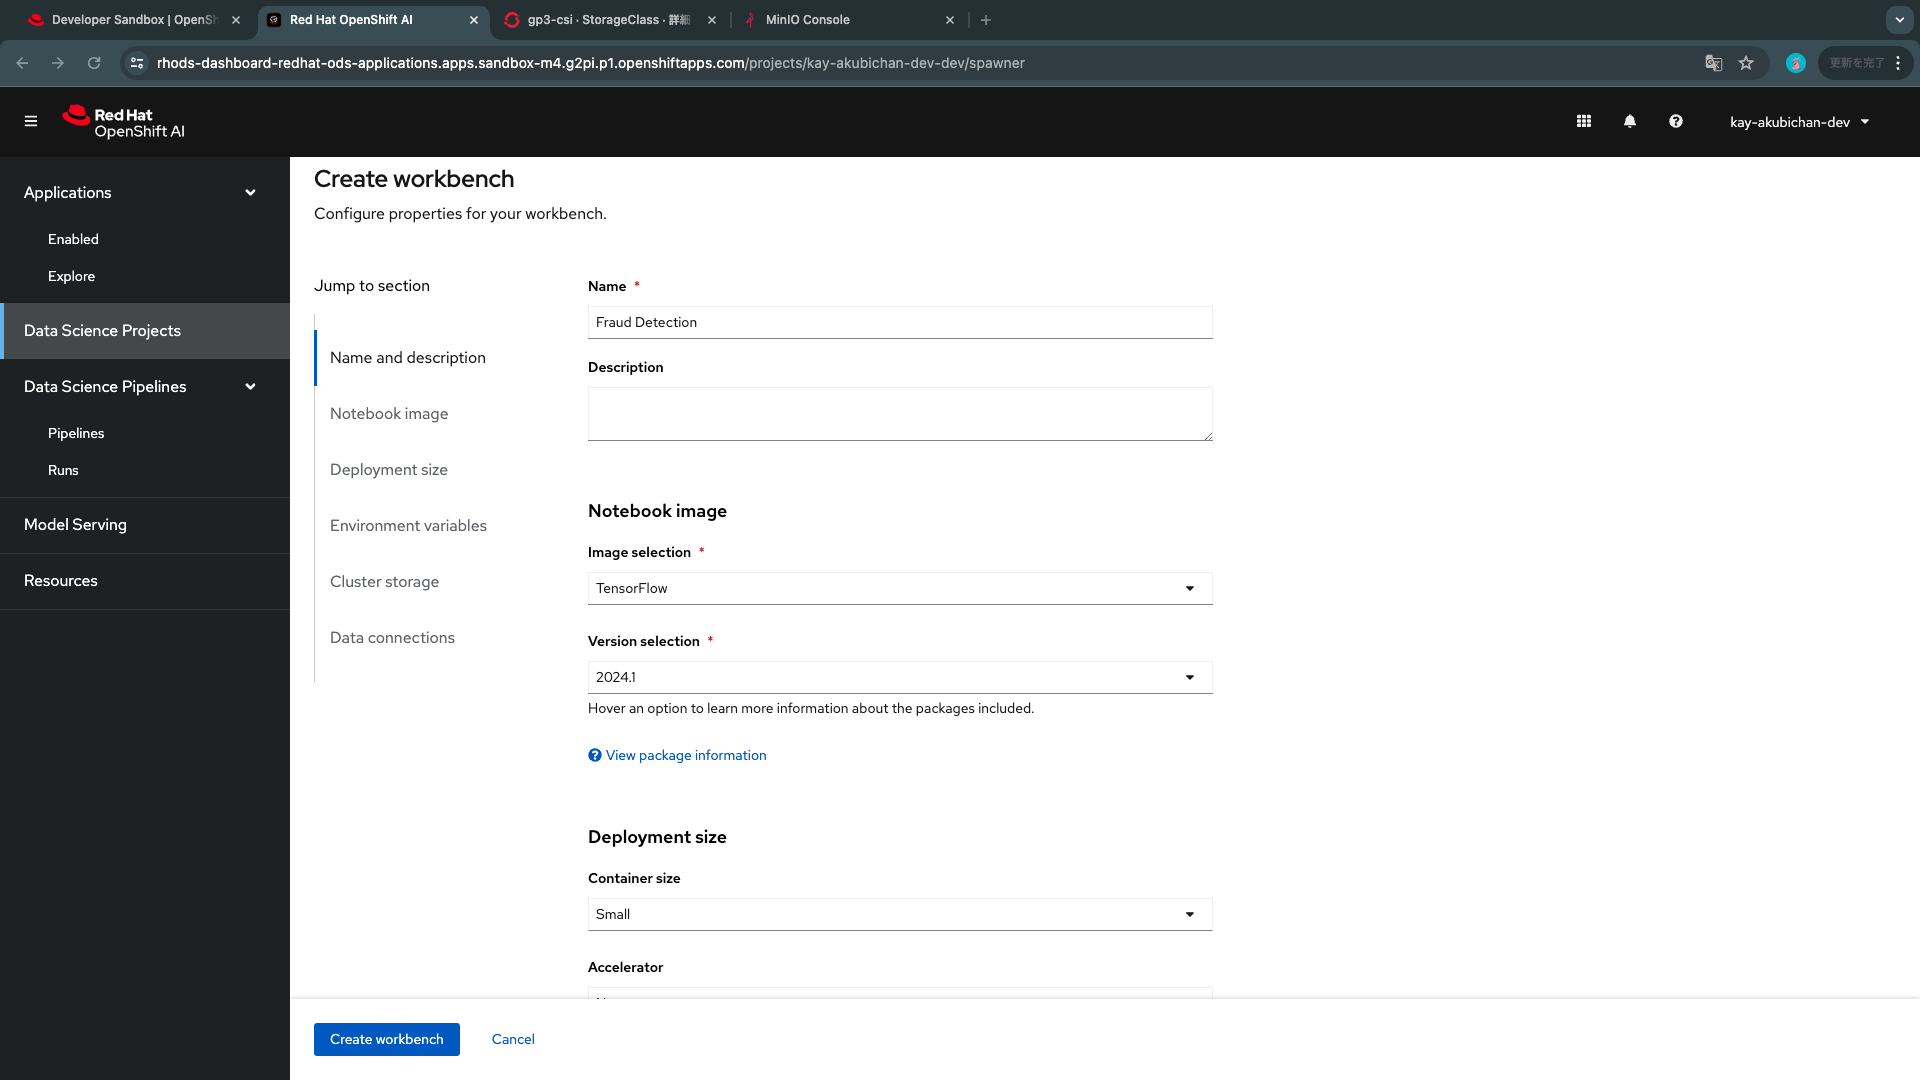 Developer Sandbox | OpenSh
Red Hat OpenShift AI
gp3-csi · StorageClass · 詳細
MinIO Console
rhods-dashboard-redhat-ods-applications.apps.sandbox-m4.g2pi.p1.openshiftapps.com/projects/kay-akubichan-dev-dev/spawner
更新を完了
Red Hat
OpenShift AI
kay-akubichan-dev
Applications
Enabled
Explore
Data Science Projects
Data Science Pipelines
Pipelines
Runs
Model Serving
Resources
Create workbench
Configure properties for your workbench.
Jump to section
Name and description
Notebook image
Deployment size
Environment variables
Cluster storage
Data connections
Name *
Fraud Detection
Description
Notebook image
Image selection *
TensorFlow
Version selection *
2024.1
Hover an option to learn more information about the packages included.
View package information
Deployment size
Container size
Small
Accelerator
Create workbench
Cancel